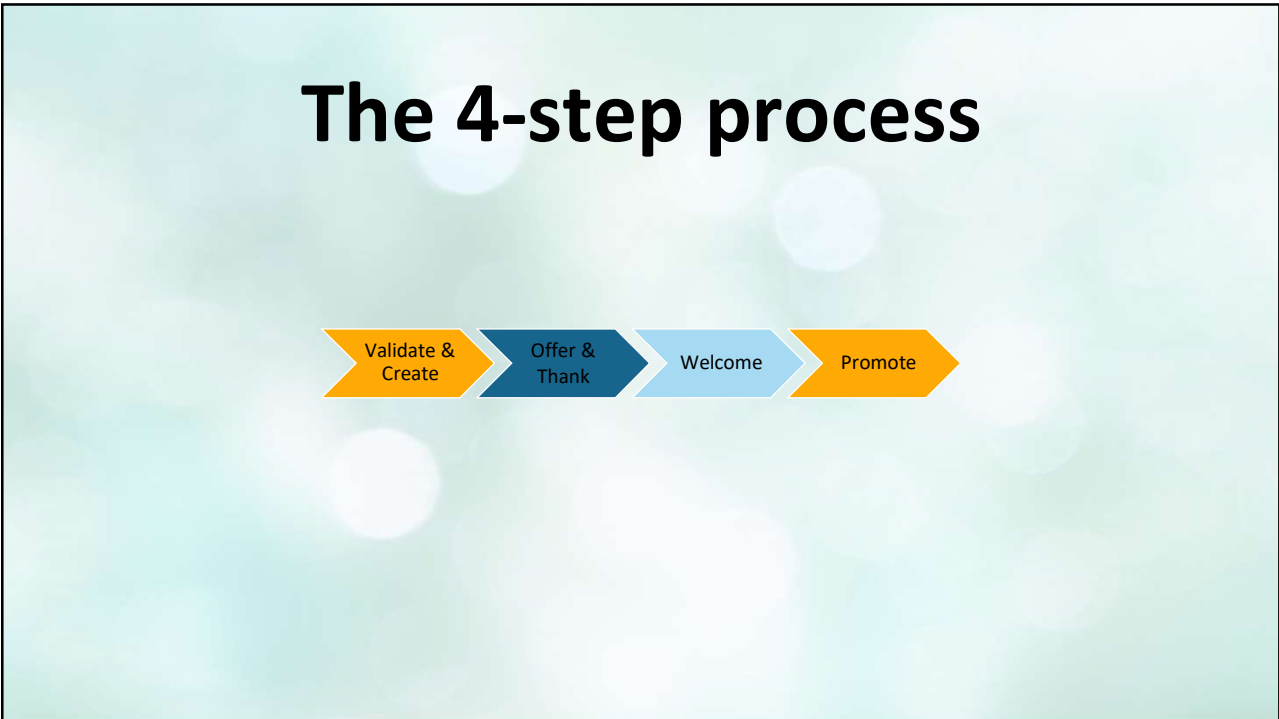 The 4-step process
Validate &
Create
Offer &
Thank
Welcome
Promote